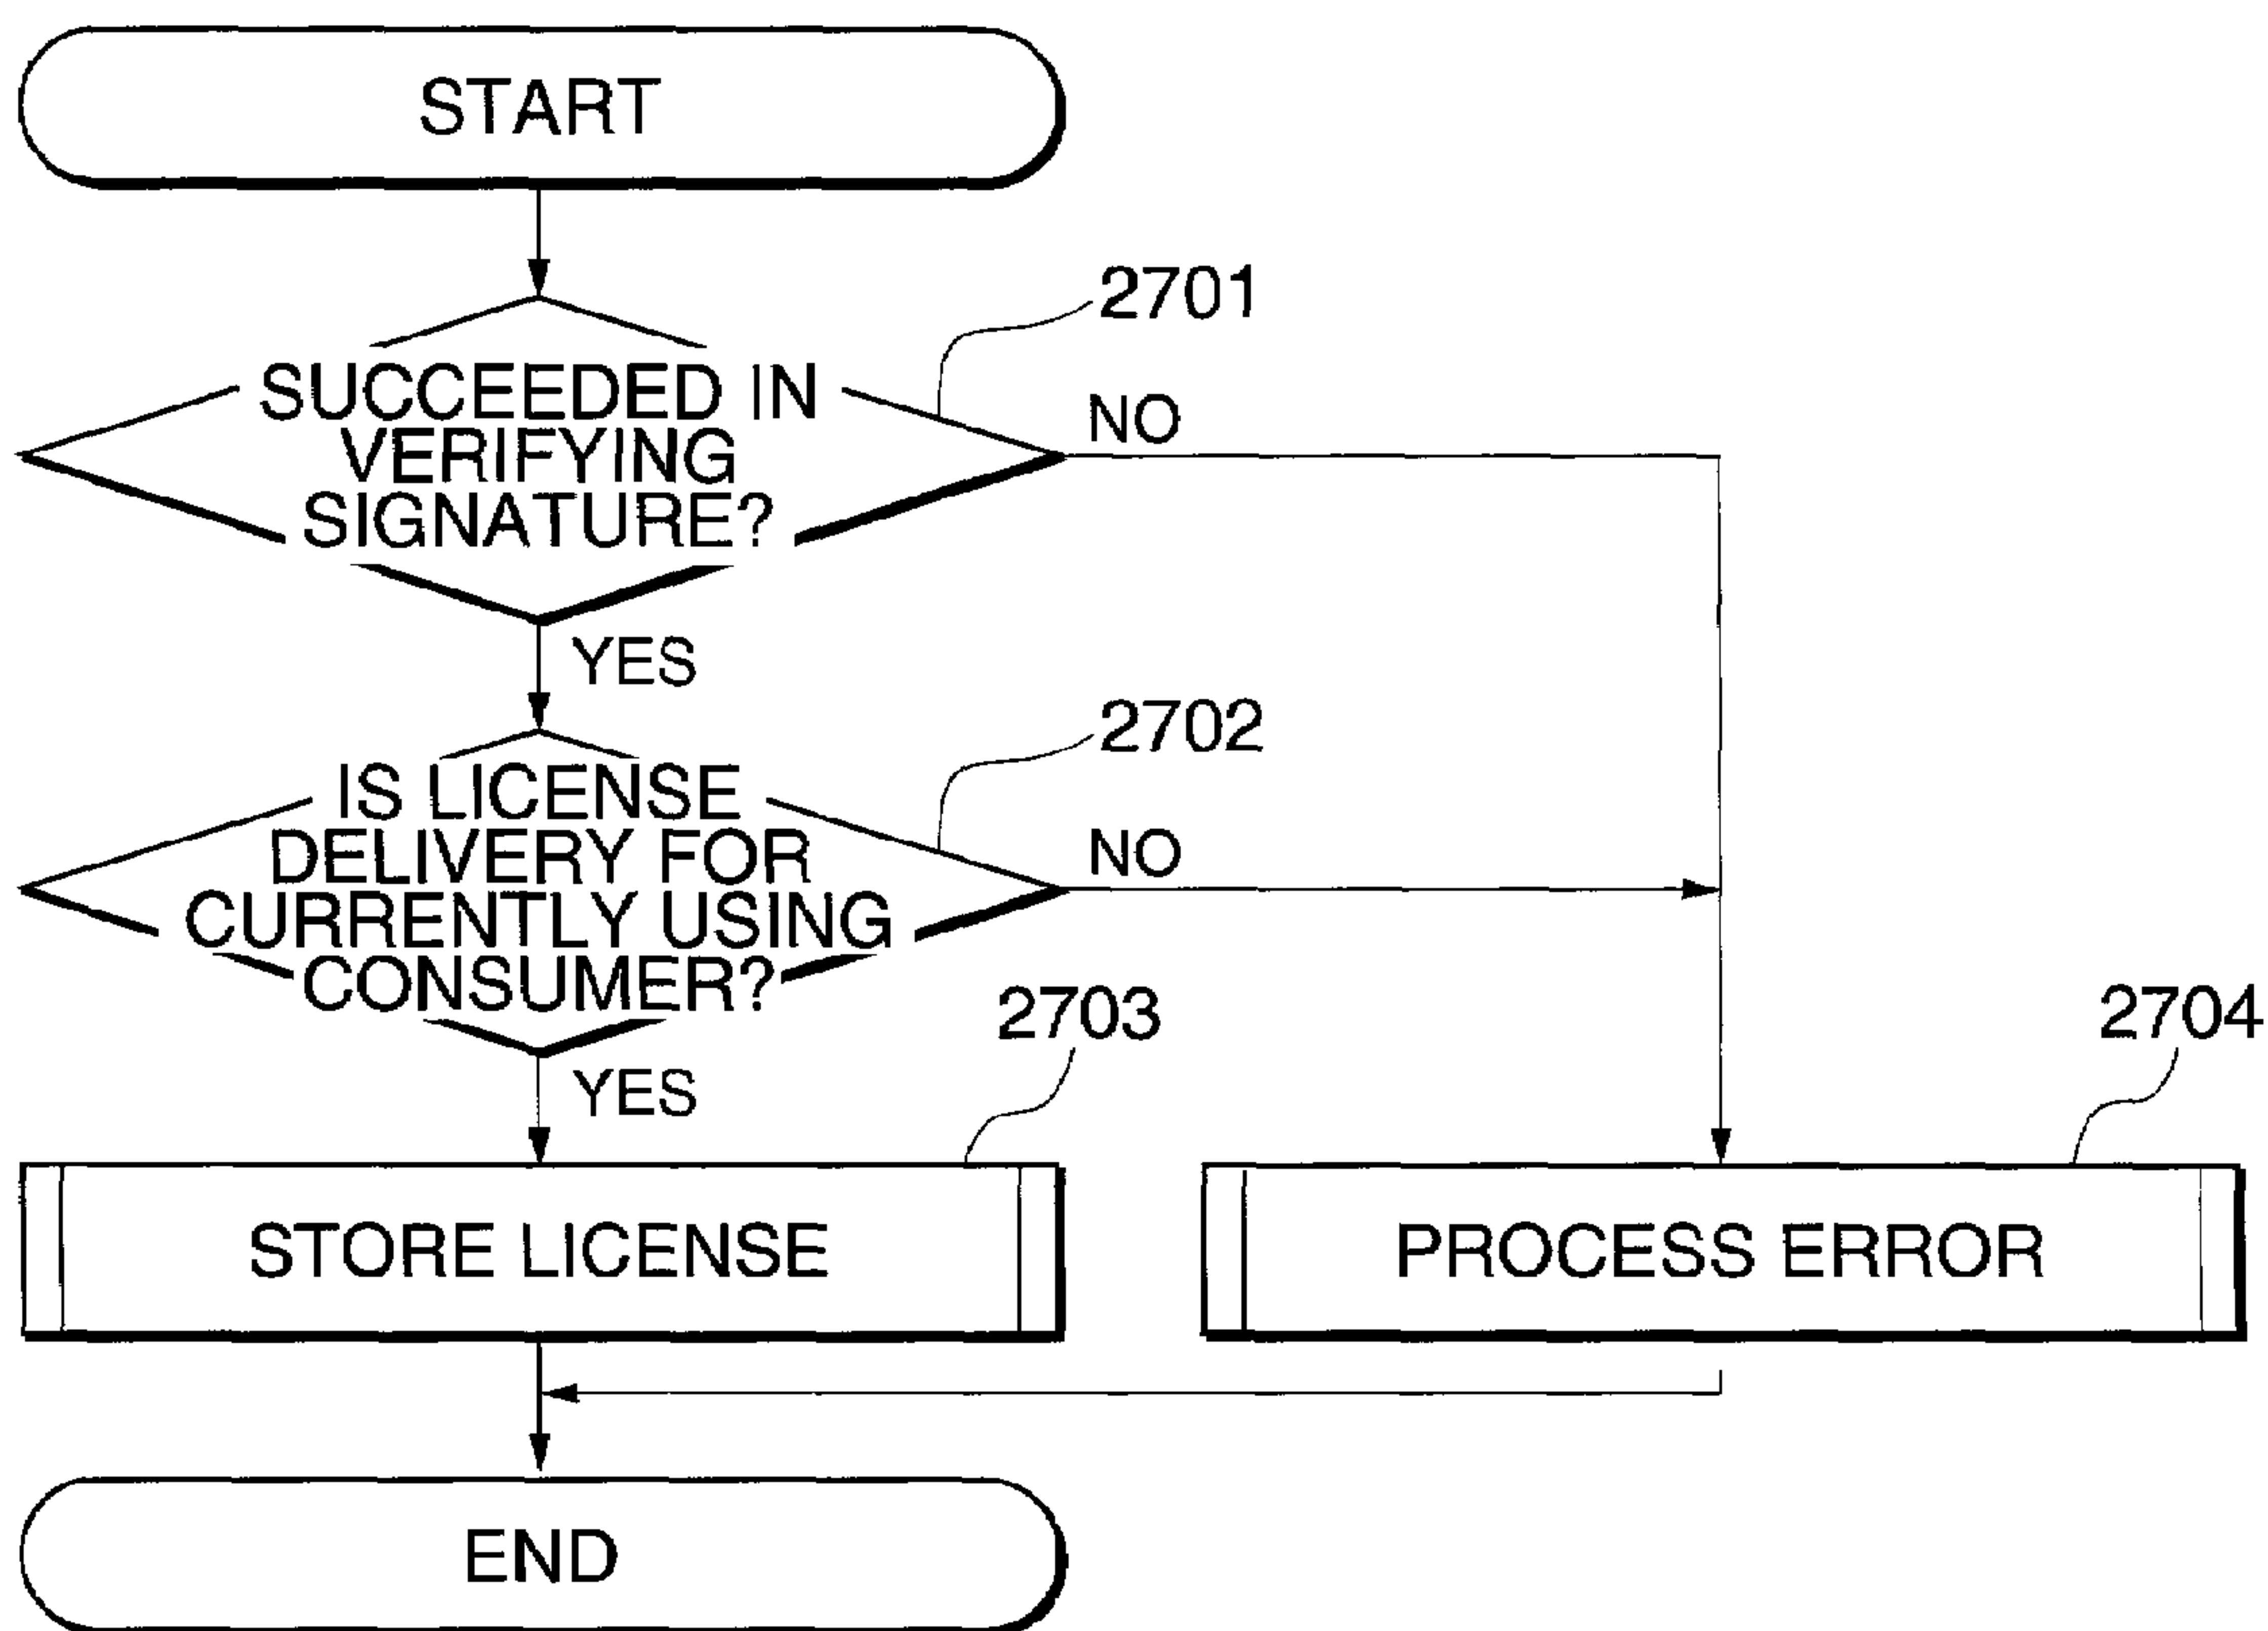 START
2701
SUCCEEDED IN
VERIFYING
SIGNATURE?
NO
YES
2702
IS LICENSE
DELIVERY FOR
CURRENTLY USING
CONSUMER?
NO
YES
2703
2704
STORE LICENSE
PROCESS ERROR
END